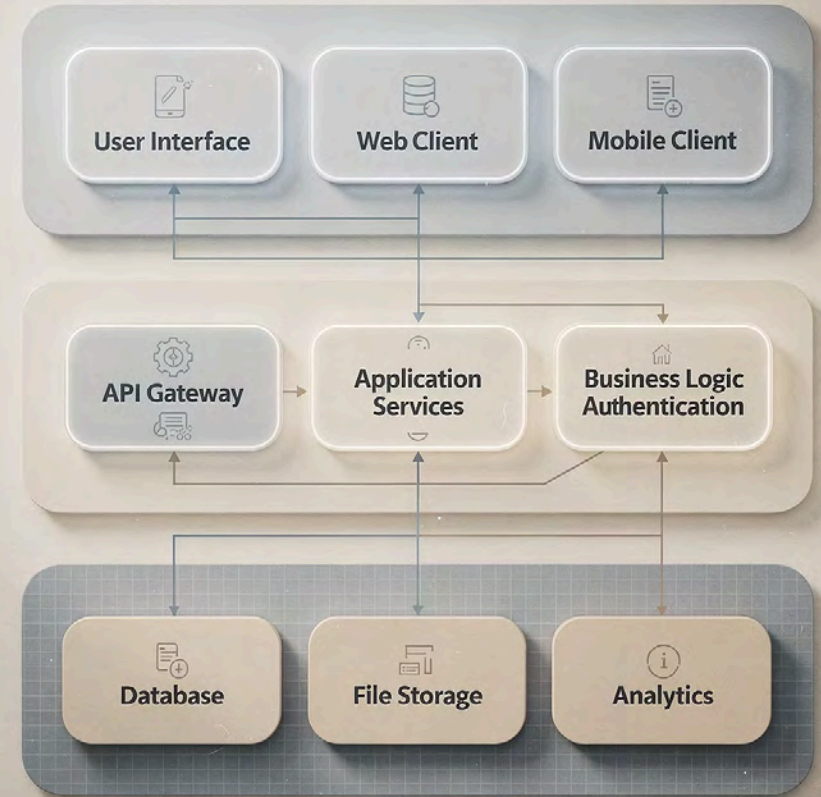 User Interface
Web Client
Mobile Client
API Gateway
Application
Services
Business Logic
Authentication
Database
File Storage
Analytics